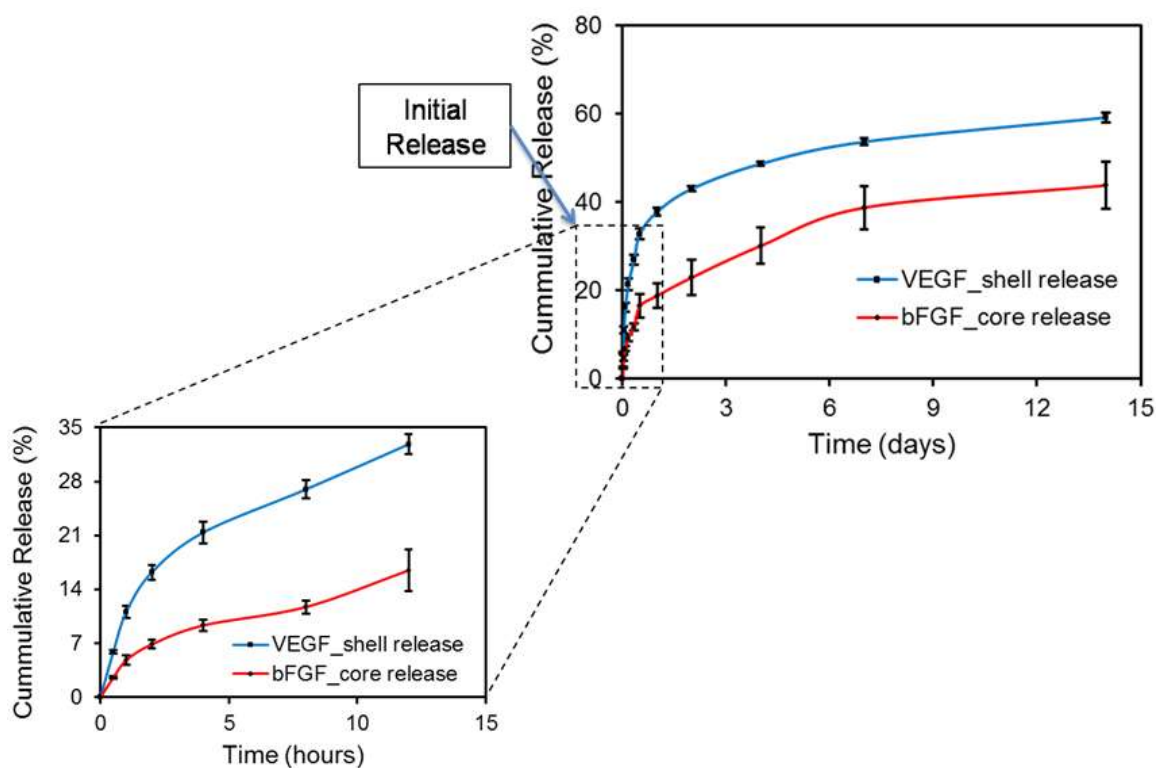 Initial
Release
Cummulative Release (%)
80
60
40
20
0
VEGF_shell release
bFGF_core release
0 3 6 9 12 15
Time (days)
Cummulative Release (%)
35
28
21
14
7
0
VEGF_shell release
bFGF_core release
0 5 10 15
Time (hours)